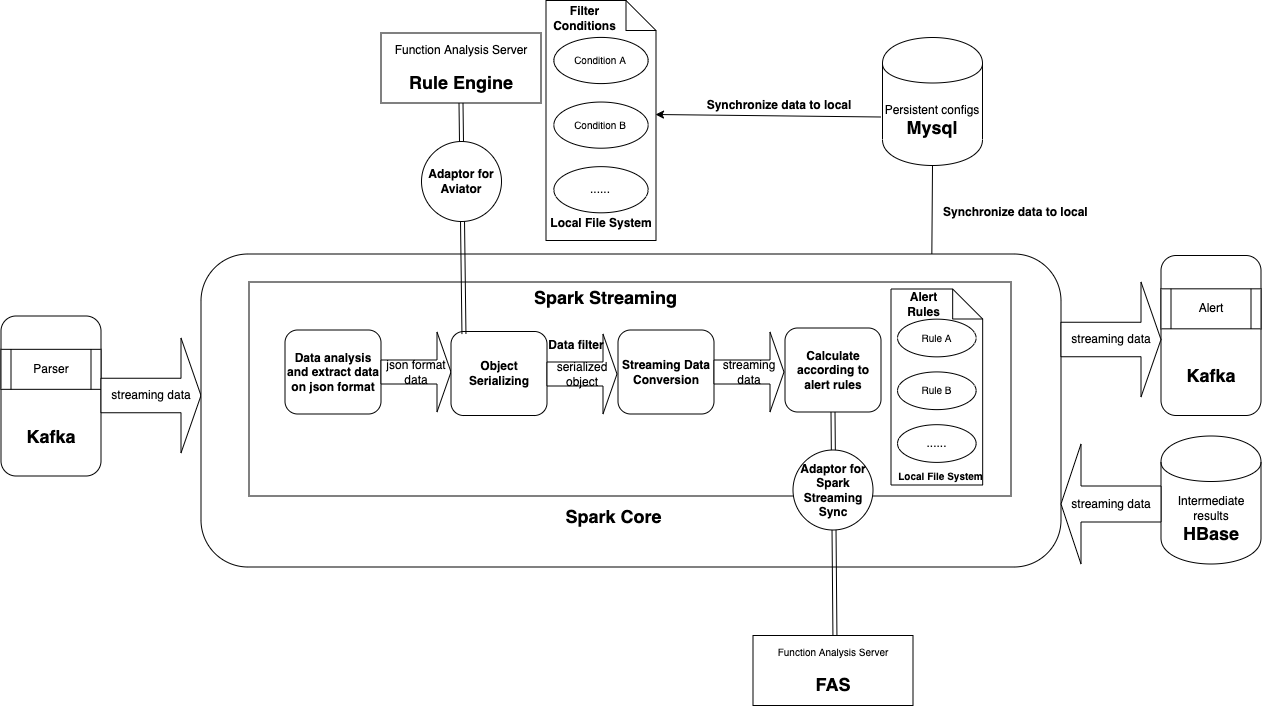 Function Analysis Server
Rule Engine
Filter
Conditions
Condition A
Condition B
......
Local File System
Synchronize data to local
Persistent configs
Mysql
Synchronize data to local
Adaptor for
Aviator
Parser
Kafka
streaming data
Spark Streaming
Data analysis
and extract data
on json format
json format
data
Object
Serializing
Data filter
serialized
object
Streaming Data
Conversion
streaming
data
Calculate
according to
alert rules
Alert
Rules
Rule A
Rule B
......
Local File System
Adaptor for
Spark
Streaming
Sync
Spark Core
streaming data
Alert
Kafka
streaming data
Intermediate
results
HBase
Function Analysis Server
FAS